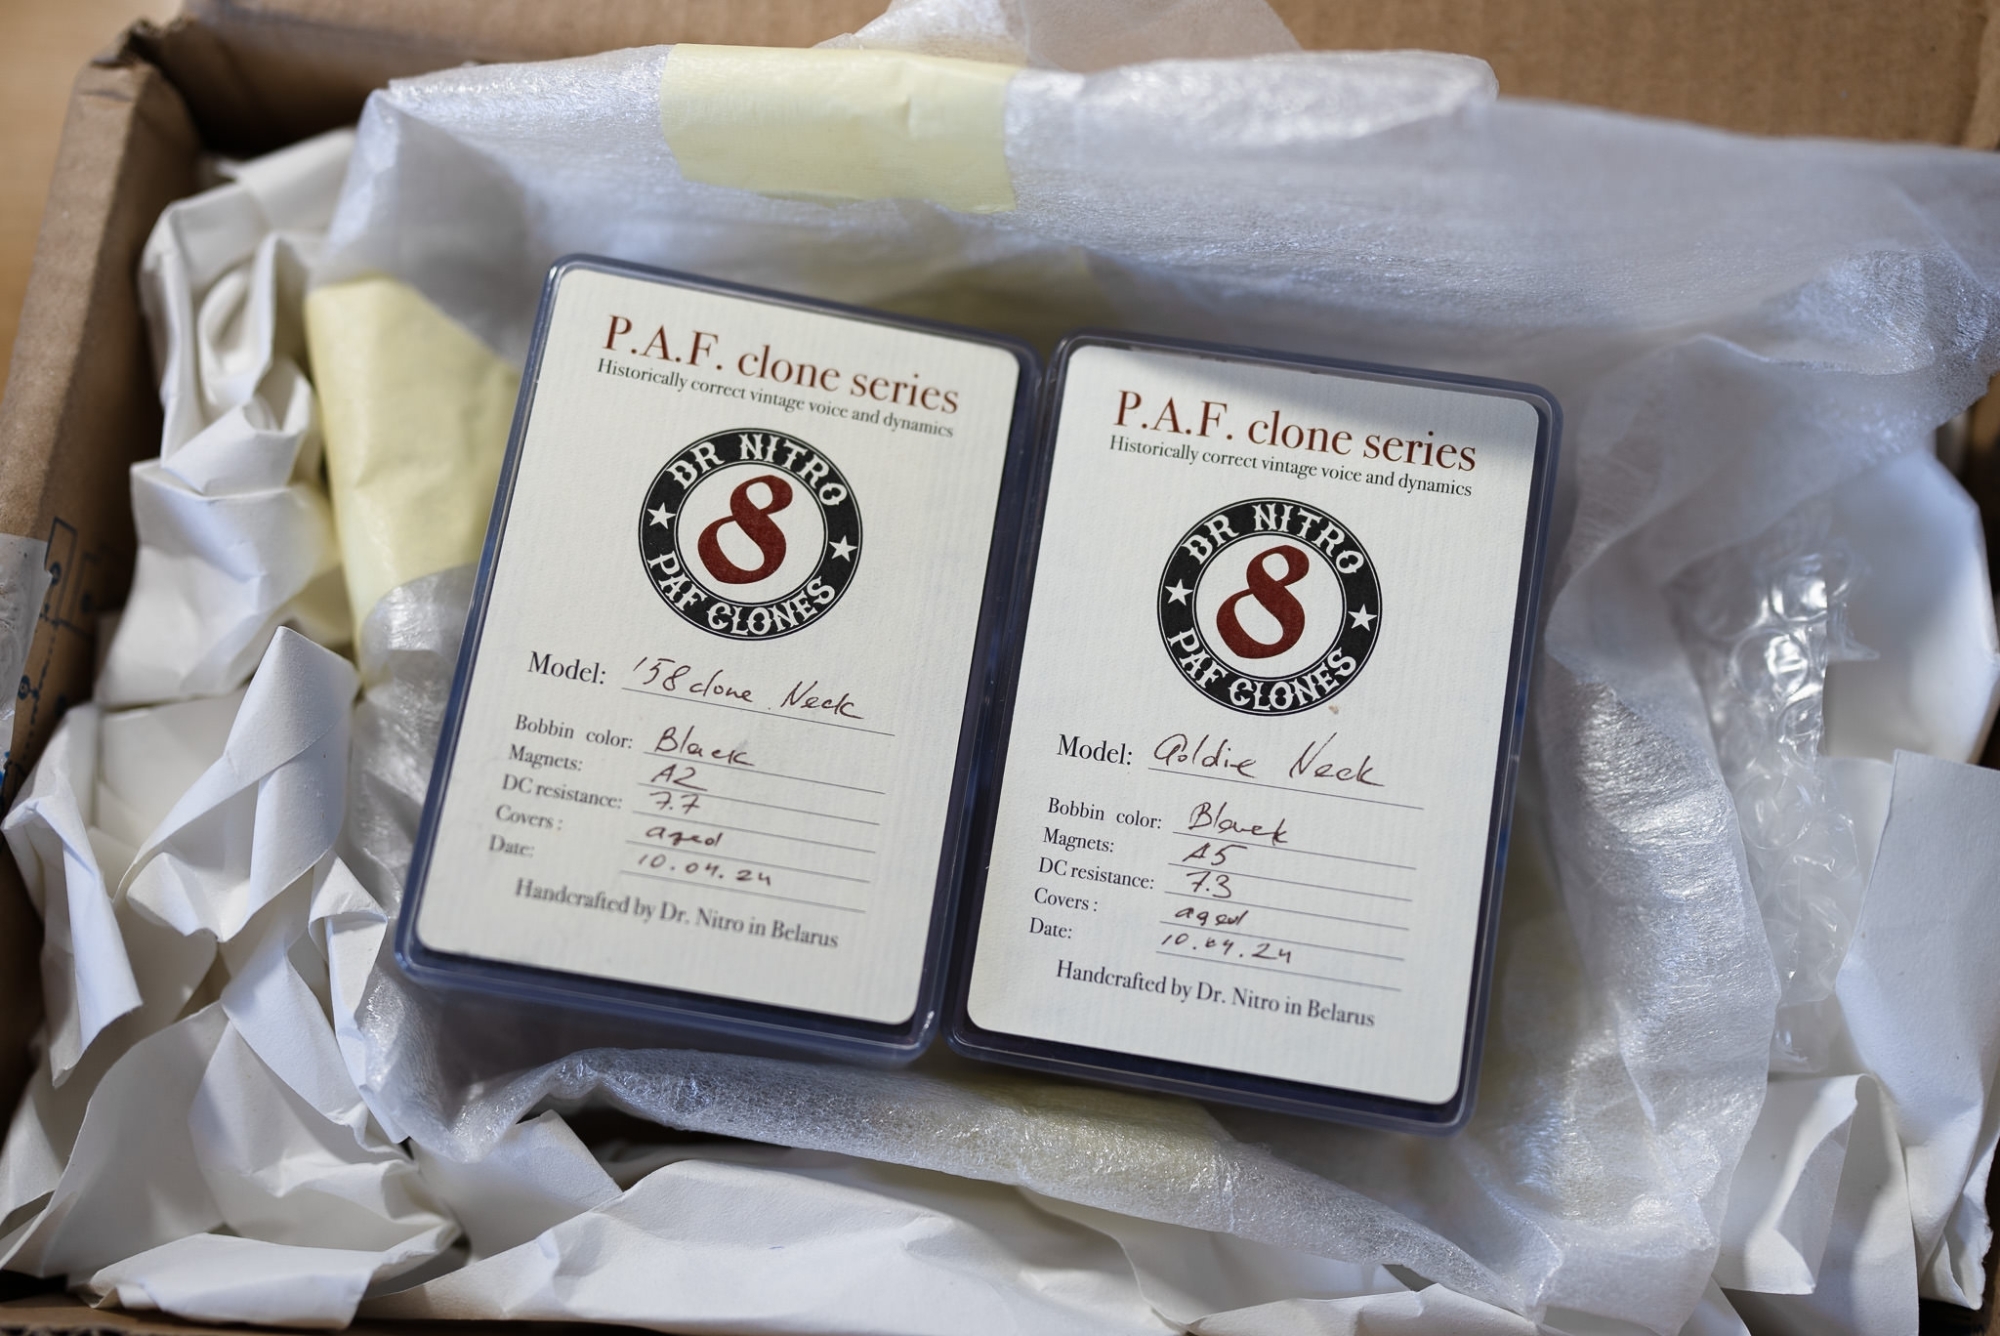 P.A.F. clone series
Historically correct vintage voice and dynamics
DR NITRO
8
PAF CLONES
Model: '58 clone Neck
Bobbin color: Black
Magnets: A2
DC resistance: 7.7
Covers: aged
Date: 10.04.24
Handcrafted by Dr. Nitro in Belarus
P.A.F. clone series
Historically correct vintage voice and dynamics
DR NITRO
8
PAF CLONES
Model: Goldie Neck
Bobbin color: Black
Magnets: A5
DC resistance: 7.3
Covers: aged
Date: 10.04.24
Handcrafted by Dr. Nitro in Belarus